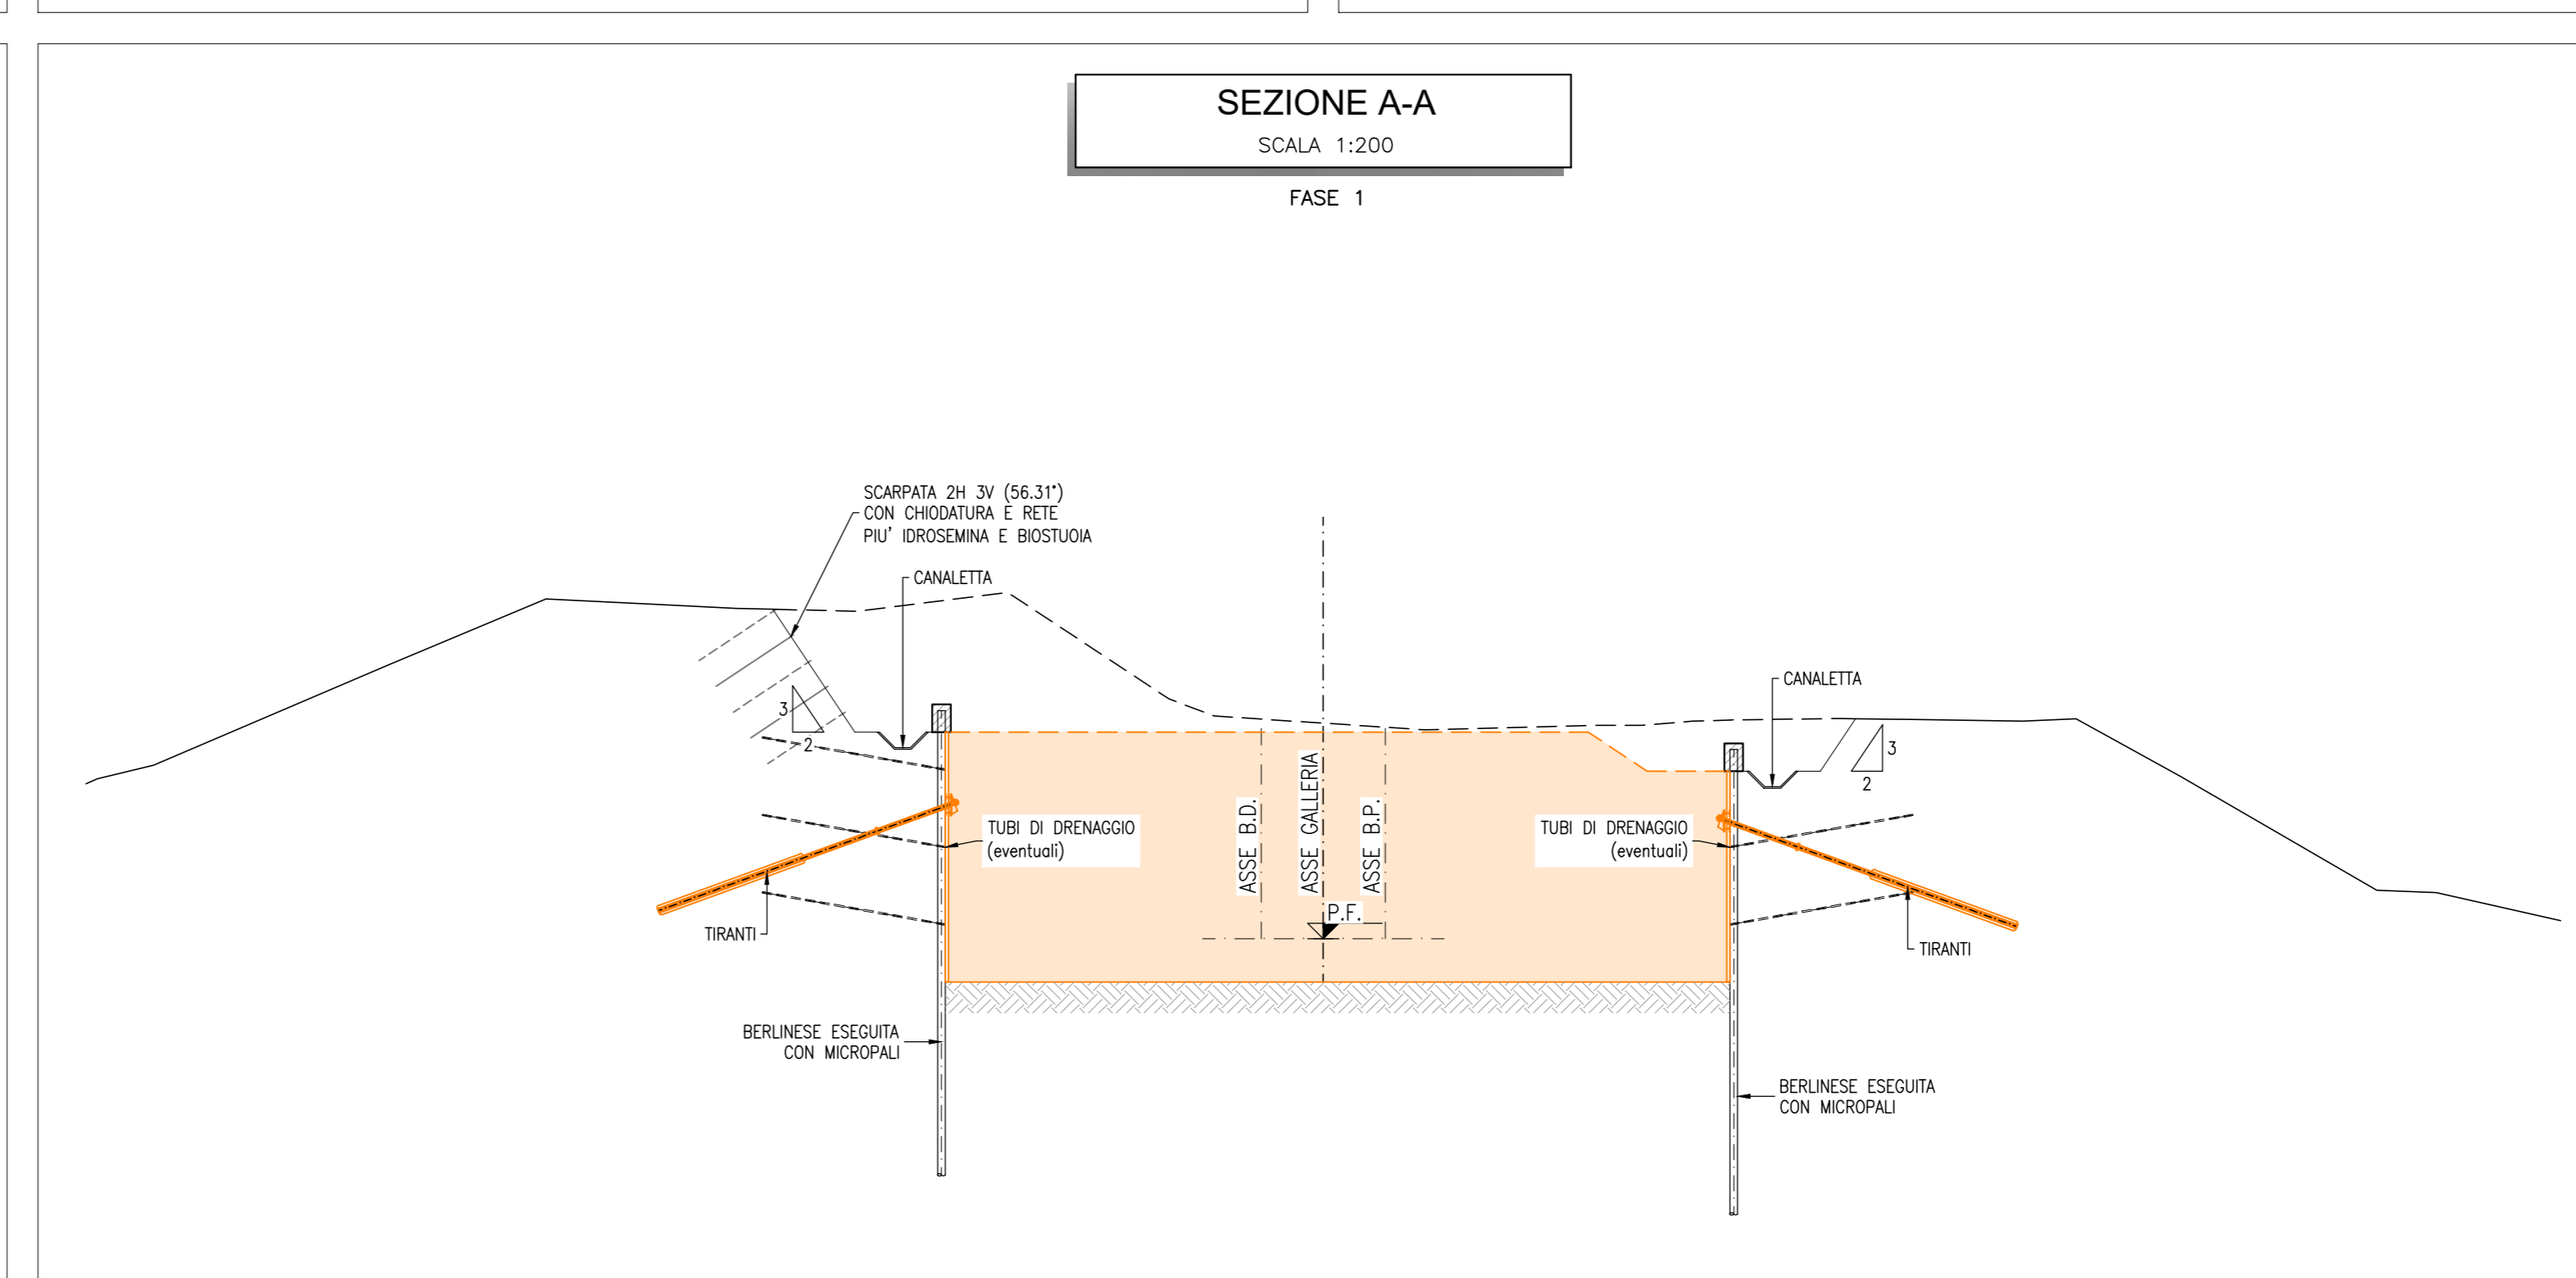 SEZIONE A-A
SCALA 1:200
FASE 1
SCARPATA 2H 3V (56.31°)
CON CHIODATURA E RETE
PIU' IDROSEMINA E BIOSTUOIA
CANALETTA
CANALETTA
3
2
3
2
TUBI DI DRENAGGIO
(eventuali)
ASSE B.D.
ASSE GALLERIA
ASSE B.P.
TUBI DI DRENAGGIO
(eventuali)
P.F.
TIRANTI
TIRANTI
BERLINESE ESEGUITA
CON MICROPALI
BERLINESE ESEGUITA
CON MICROPALI